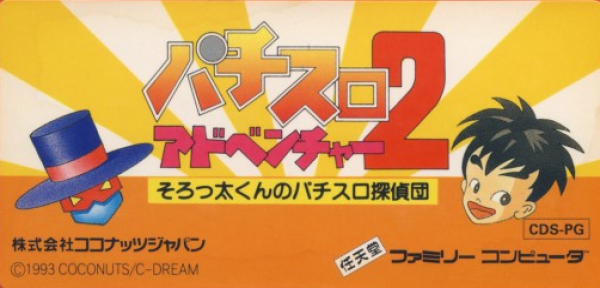 パチスロ
アドベンチャー2
そろっ太くんのパチスロ探偵団
CDS-PG
株式会社ココナッツジャパン
任天堂 ファミリー コンピュータ
©1993 COCONUTS/C-DREAM